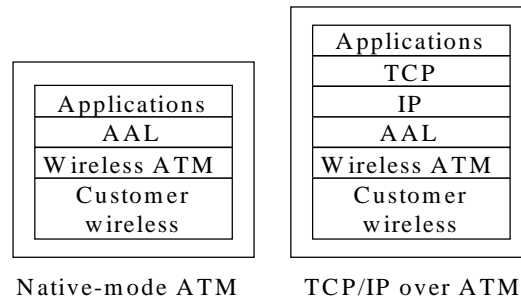 Applications
AAL
Wireless ATM
Customer
wireless
Native-mode ATM
Applications
TCP
IP
AAL
Wireless ATM
Customer
wireless
TCP/IP over ATM